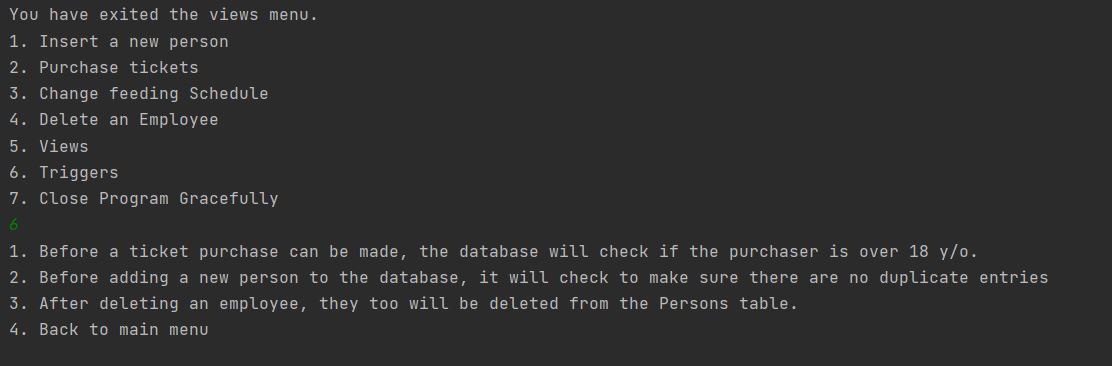 You have exited the views menu.
1. Insert a new person
2. Purchase tickets
3. Change feeding Schedule
4. Delete an Employee
5. Views
6. Triggers
7. Close Program Gracefully
6
1. Before a ticket purchase can be made, the database will check if the purchaser is over 18 y/o.
2. Before adding a new person to the database, it will check to make sure there are no duplicate entries
3. After deleting an employee, they too will be deleted from the Persons table.
4. Back to main menu